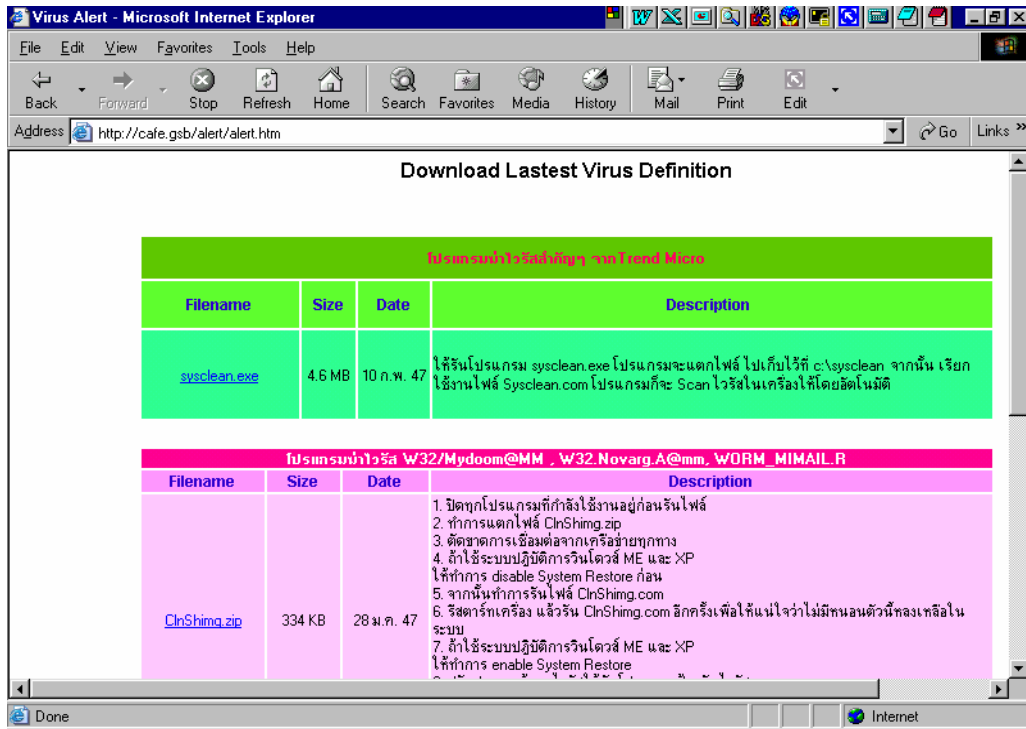 Virus Alert - Microsoft Internet Explorer
File Edit View Favorites Tools Help
Back Forward Stop Refresh Home Search Favorites Media History Mail Print Edit
Address http://cafe.gsb/alert/alert.htm Go Links »
Download Lastest Virus Definition
โปรแกรมฆ่าไวรัสสำคัญๆ จากTrend Micro
Filename Size Date Description
sysclean.exe 4.6 MB 10 ก.พ. 47 ให้รันโปรแกรม sysclean.exe โปรแกรมจะแตกไฟล์ ไปเก็บไว้ที่ c:\sysclean จากนั้น เรียก
ใช้งานไฟล์ Sysclean.com โปรแกรมก็จะ Scan ไวรัสในเครื่องให้โดยอัตโนมัติ
โปรแกรมฆ่าไวรัส W32/Mydoom@MM , W32.Novarg.A@mm, WORM_MIMAIL.R
Filename Size Date Description
ClnShimg.zip 334 KB 28 ม.ค. 47
1. ปิดทุกโปรแกรมที่กำลังใช้งานอยู่ก่อนรันไฟล์
2. ทำการแตกไฟล์ ClnShimg.zip
3. ตัดขาดการเชื่อมต่อจากเครือข่ายทุกทาง
4. ถ้าใช้ระบบปฏิบัติการวินโดวส์ ME และ XP
ให้ทำการ disable System Restore ก่อน
5. จากนั้นทำการรันไฟล์ ClnShimg.com
6. รีสตาร์ทเครื่อง แล้วรัน ClnShimg.com อีกครั้งเพื่อให้แน่ใจว่าไม่มีหนอนตัวนี้หลงเหลือใน
ระบบ
7. ถ้าใช้ระบบปฏิบัติการวินโดวส์ ME และ XP
ให้ทำการ enable System Restore
Done Internet